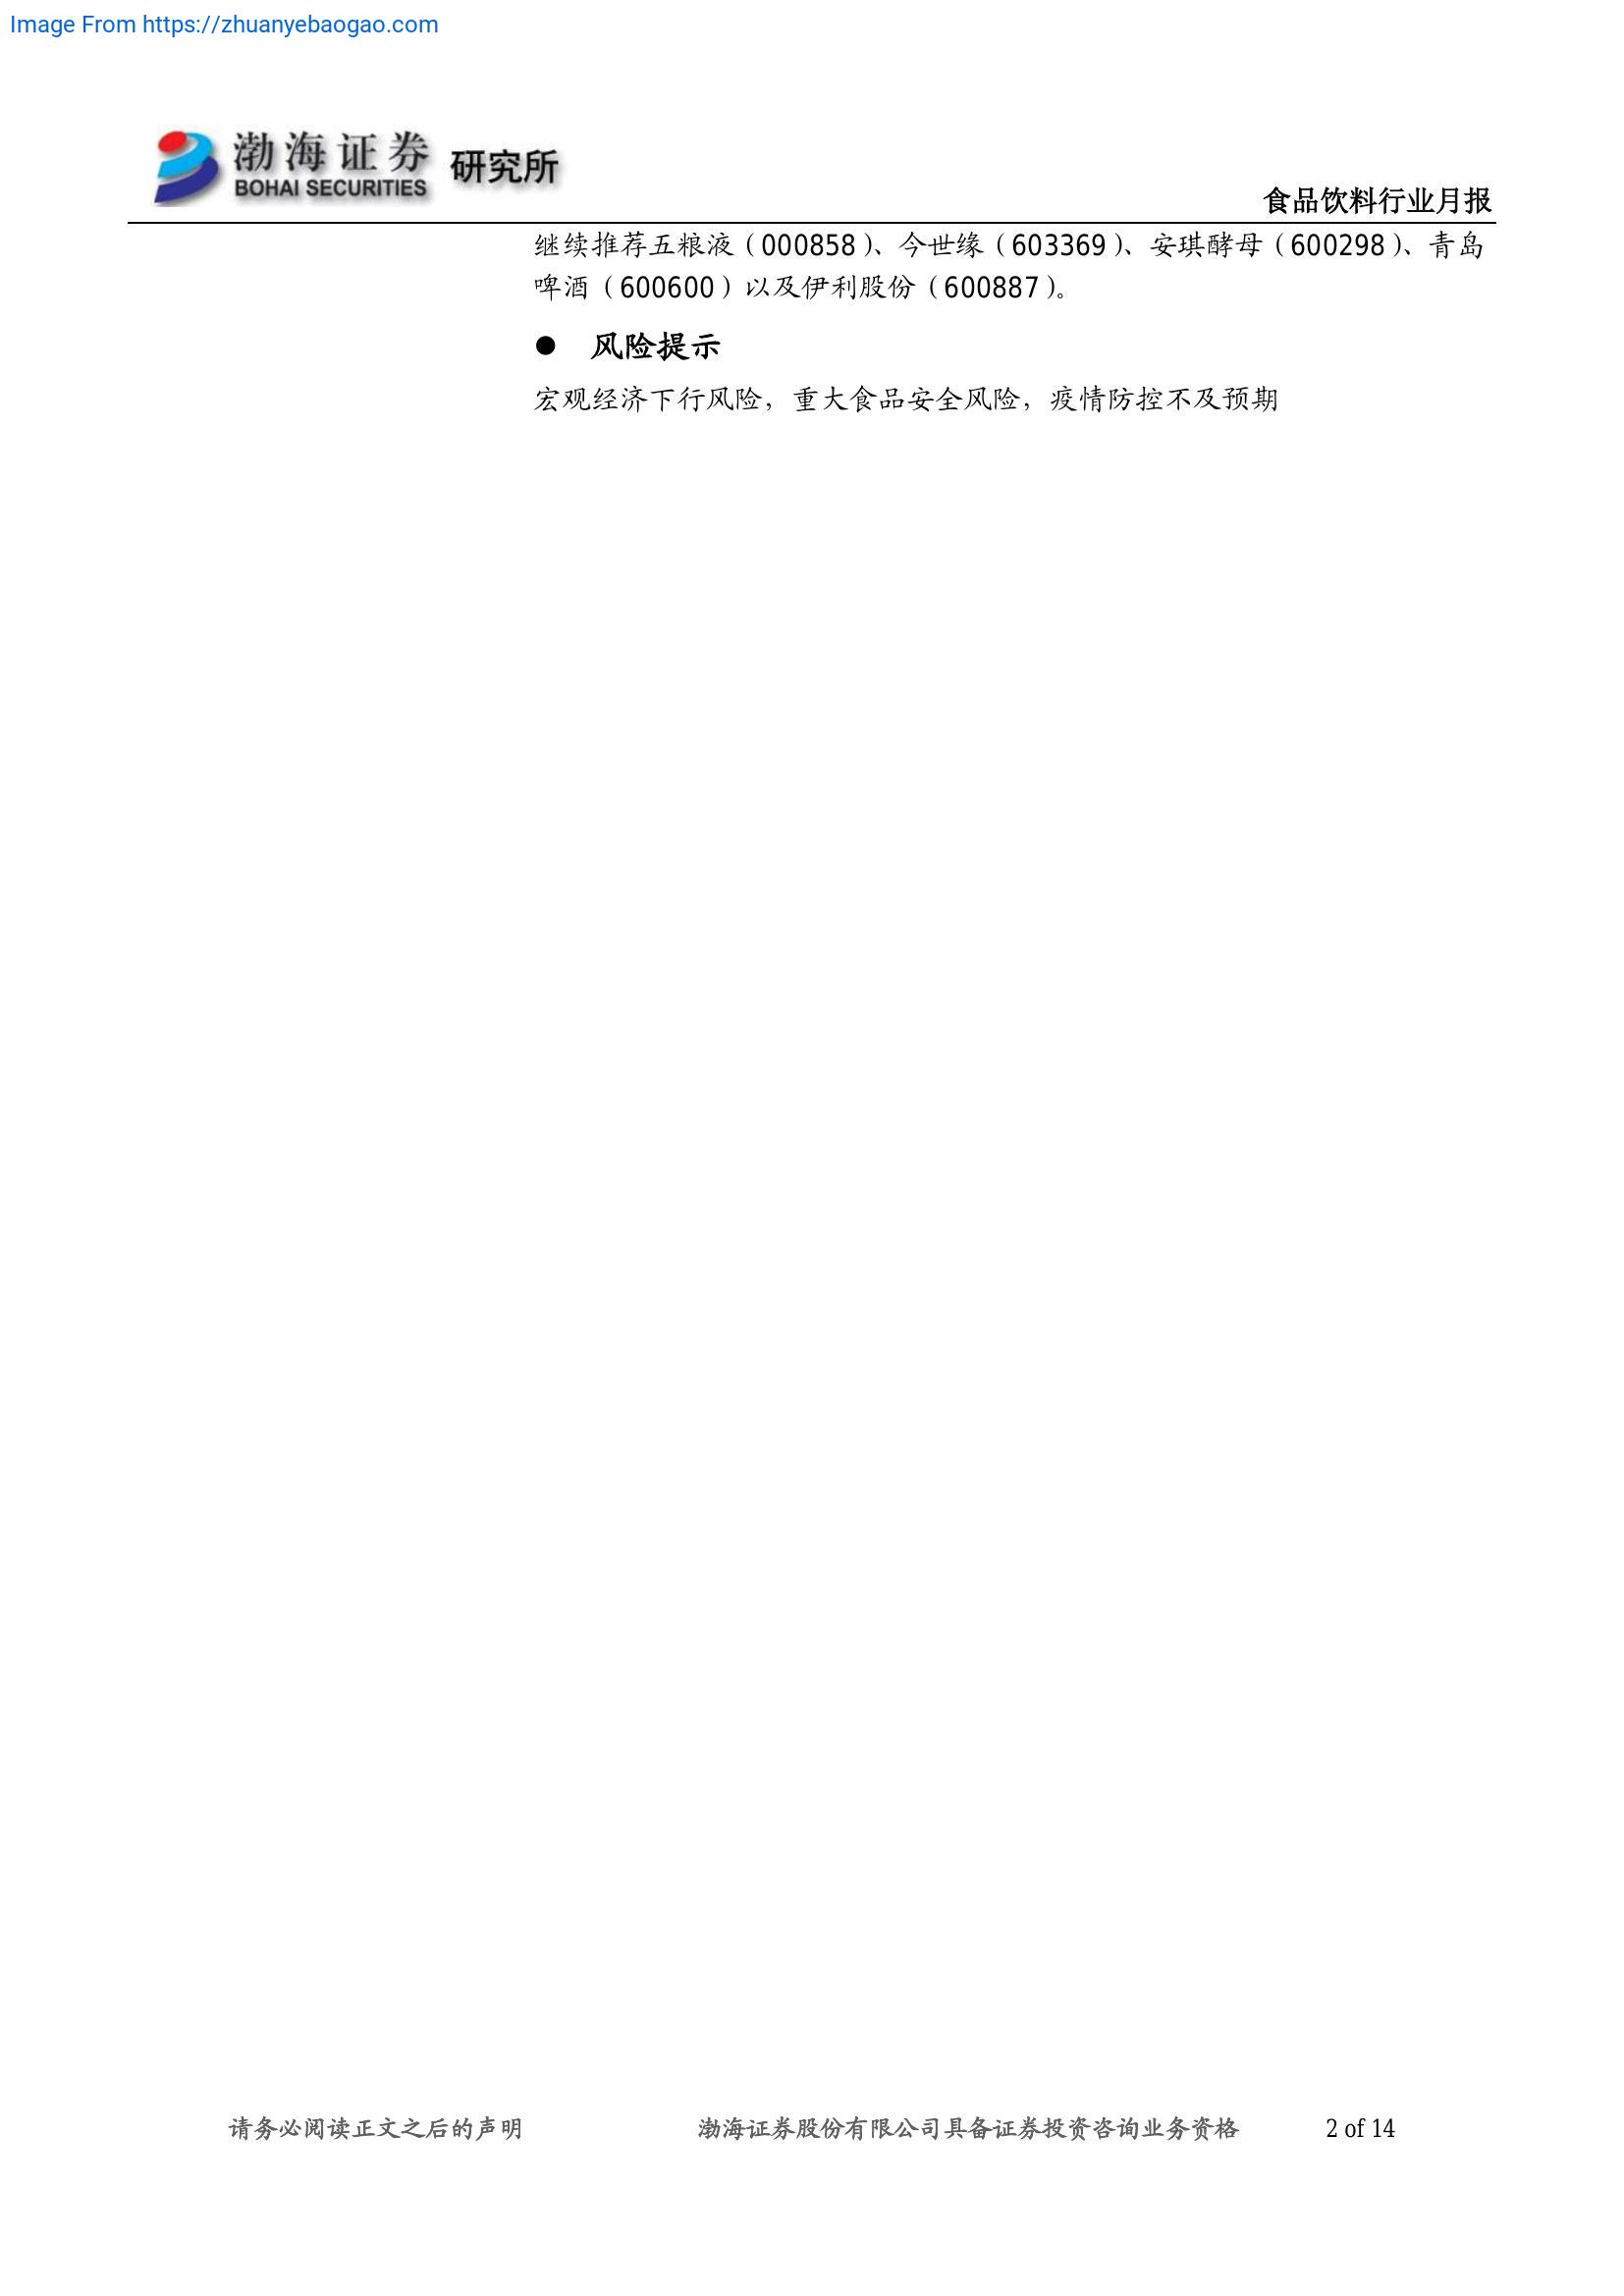 Image From https://zhuanyebaogao.com
渤海证券 研究所
BOHAI SECURITIES
食品饮料行业月报
继续推荐五粮液（000858）、今世缘（603369）、安琪酵母（600298）、青岛
啤酒（600600）以及伊利股份（600887）。
● 风险提示
宏观经济下行风险，重大食品安全风险，疫情防控不及预期
请务必阅读正文之后的声明 渤海证券股份有限公司具备证券投资咨询业务资格 2 of 14